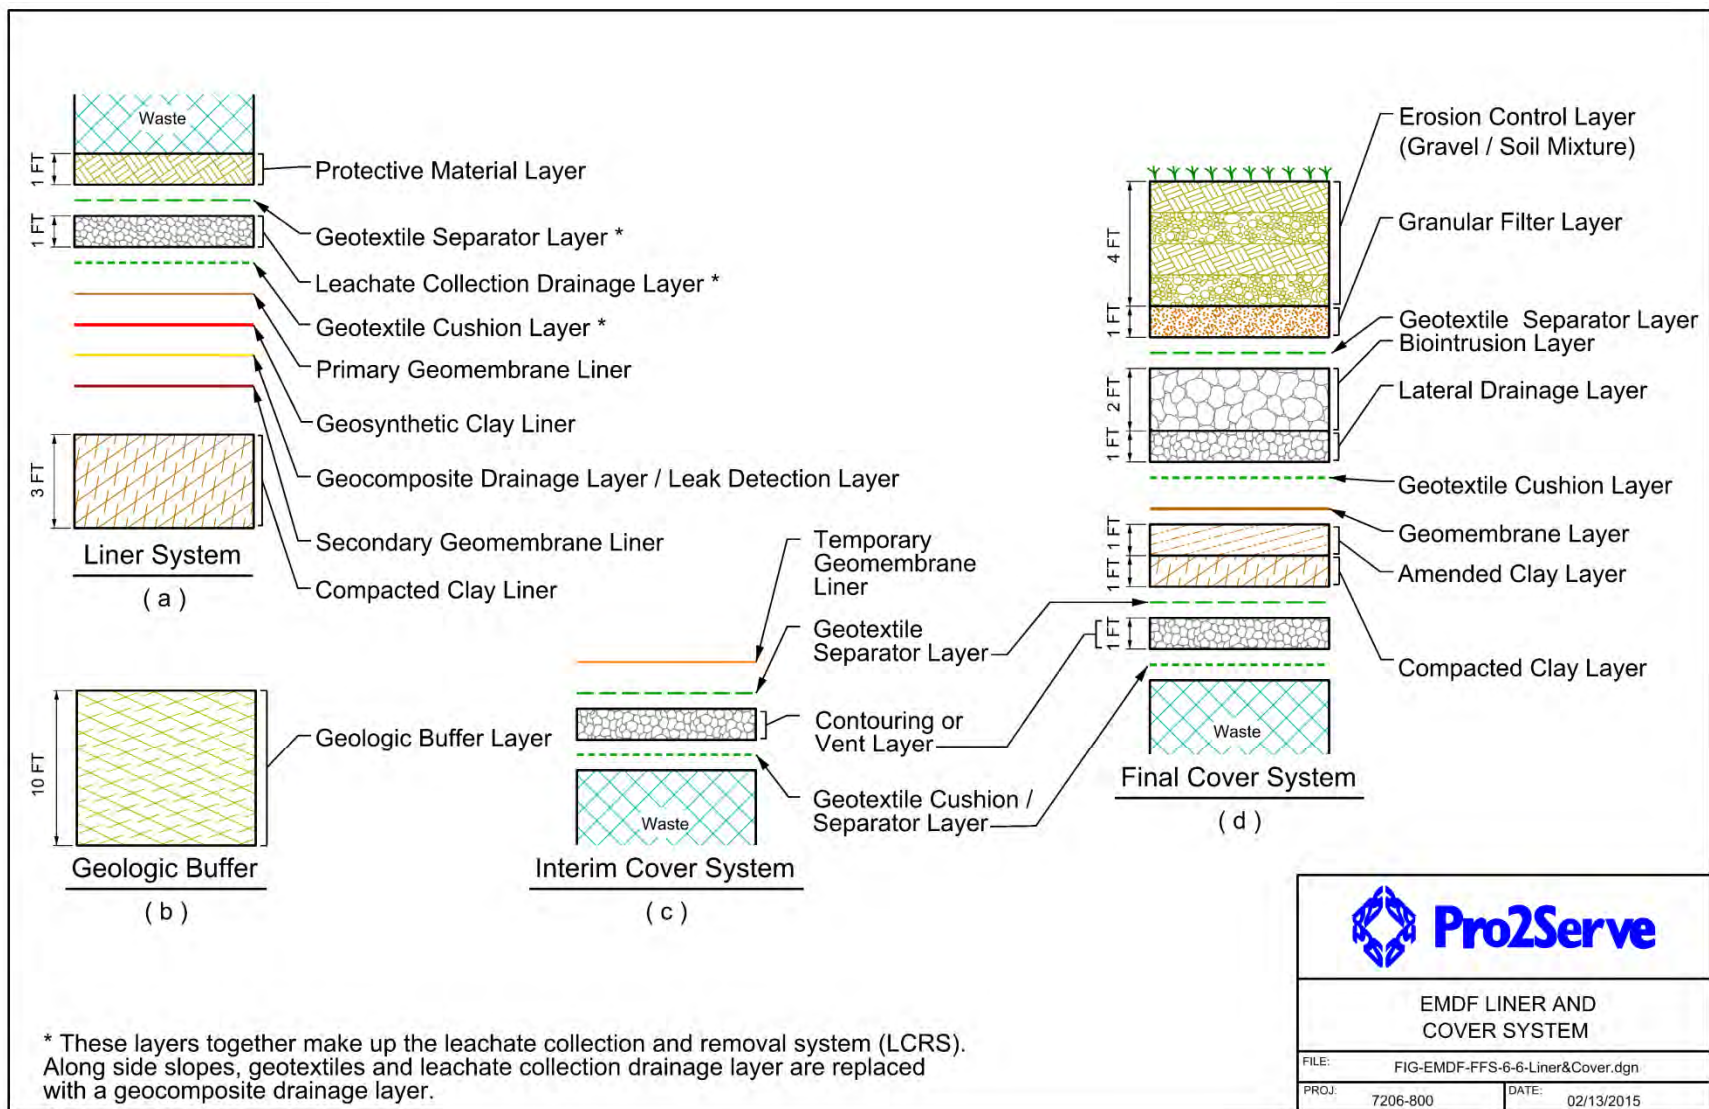 Waste
1 FT
Protective Material Layer
Geotextile Separator Layer *
1 FT
Leachate Collection Drainage Layer *
Geotextile Cushion Layer *
Primary Geomembrane Liner
Geosynthetic Clay Liner
Geocomposite Drainage Layer / Leak Detection Layer
3 FT
Secondary Geomembrane Liner
Compacted Clay Liner
Liner System
( a )
10 FT
Geologic Buffer Layer
Geologic Buffer
( b )
Temporary
Geomembrane
Liner
Geotextile
Separator Layer
Contouring or
Vent Layer
Geotextile Cushion /
Separator Layer
Waste
Interim Cover System
( c )
Erosion Control Layer
(Gravel / Soil Mixture)
4 FT
Granular Filter Layer
1 FT
Geotextile Separator Layer
Biointrusion Layer
2 FT
Lateral Drainage Layer
1 FT
Geotextile Cushion Layer
Geomembrane Layer
1 FT
Amended Clay Layer
1 FT
Compacted Clay Layer
1 FT
Waste
Final Cover System
( d )
* These layers together make up the leachate collection and removal system (LCRS).
Along side slopes, geotextiles and leachate collection drainage layer are replaced
with a geocomposite drainage layer.
Pro2Serve
EMDF LINER AND
COVER SYSTEM
FILE: FIG-EMDF-FFS-6-6-Liner&Cover.dgn
PROJ: 7206-800 DATE: 02/13/2015